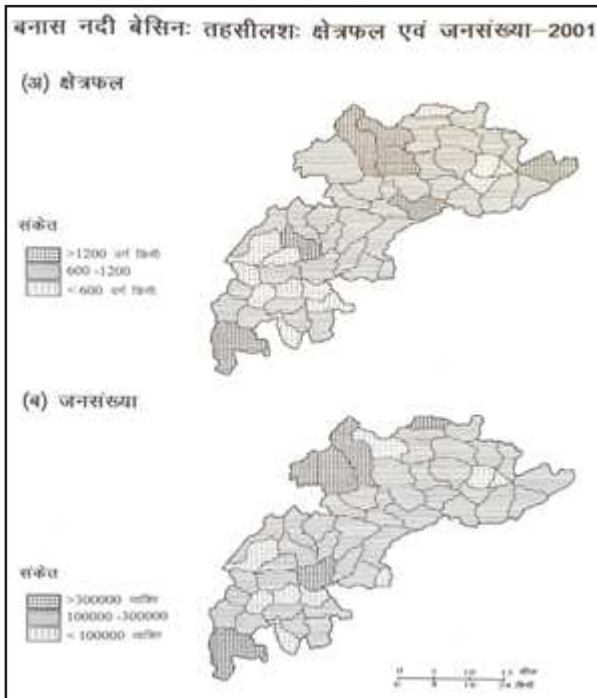 बनास नदी बेसिनः तहसीलशः क्षेत्रफल एवं जनसंख्या–2001
(अ) क्षेत्रफल
संकेत
>1200 वर्ग किमी
600 -1200
< 600 वर्ग किमी
(ब) जनसंख्या
संकेत
>300000 व्यक्ति
100000 -300000
< 100000 व्यक्ति